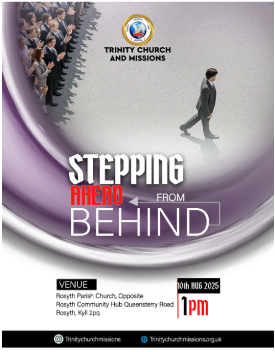 TRINITY CHURCH
AND MISSIONS
STEPPING
AHEAD FROM
BEHIND
VENUE
Rosyth Parish Church, Opposite
Rosyth Community Hub Queensterry Road
Rosyth, Kyll 2pq
10th AUG 2025
1PM
Trinitychurchmissions
Trinitychurchmissions.org.uk